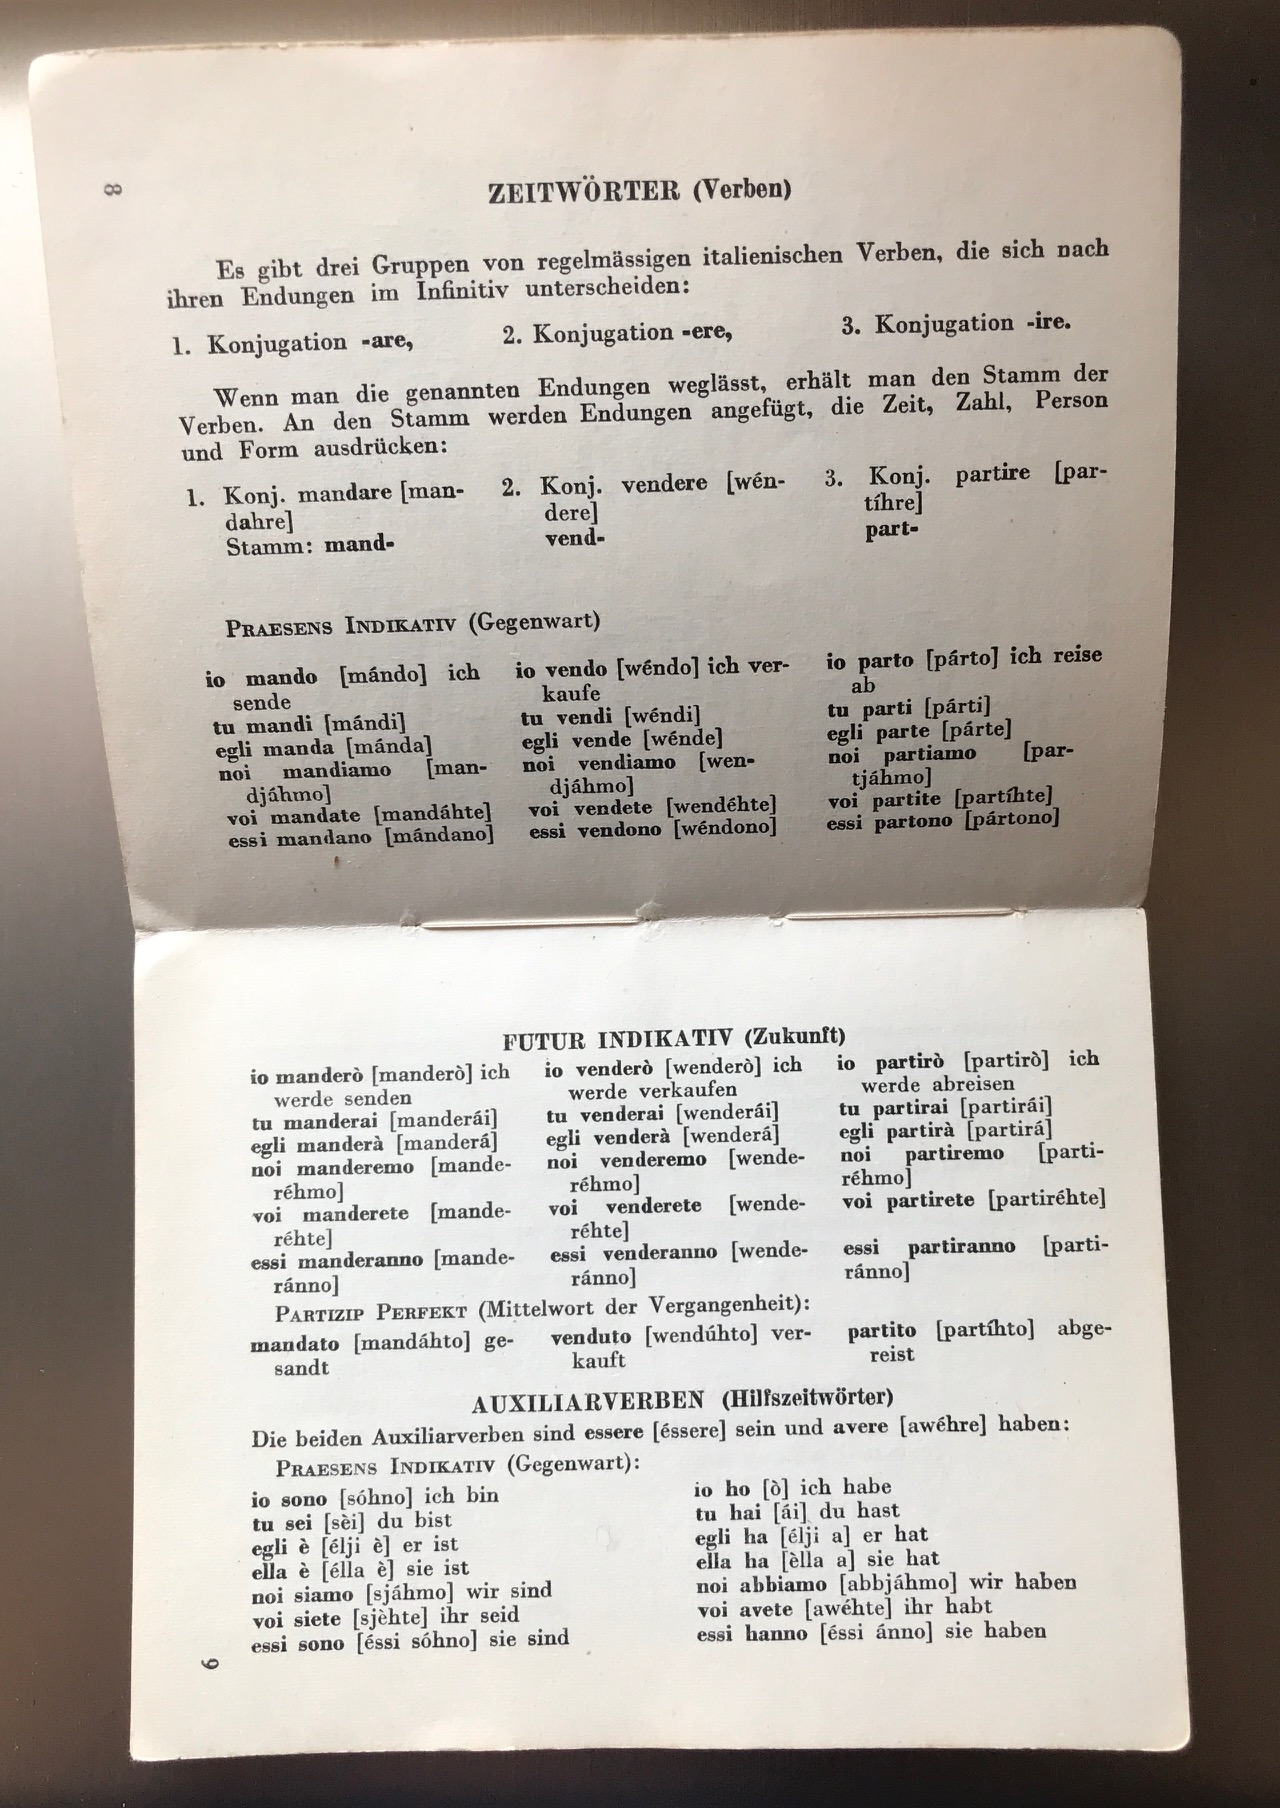 8
ZEITWÖRTER (Verben)
Es gibt drei Gruppen von regelmässigen italienischen Verben, die sich nach
ihren Endungen im Infinitiv unterscheiden:
1. Konjugation -are, 2. Konjugation -ere, 3. Konjugation -ire.
Wenn man die genannten Endungen weglässt, erhält man den Stamm der
Verben. An den Stamm werden Endungen angefügt, die Zeit, Zahl, Person
und Form ausdrücken:
1. Konj. mandare [man-
dahre]
Stamm: mand-
2. Konj. vendere [wén-
dere]
vend-
3. Konj. partire [par-
tíhre]
part-
PRAESENS INDIKATIV (Gegenwart)
io mando [mándo] ich
sende
tu mandi [mándi]
egli manda [mánda]
noi mandiamo [man-
djáhmo]
voi mandate [mandáhte]
essi mandano [mándano]
io vendo [wéndo] ich ver-
kaufe
tu vendi [wéndi]
egli vende [wénde]
noi vendiamo [wen-
djáhmo]
voi vendete [wendéhte]
essi vendono [wéndono]
io parto [párto] ich reise
ab
tu parti [párti]
egli parte [párte]
noi partiamo [par-
tjáhmo]
voi partite [partíhte]
essi partono [pártono]
FUTUR INDIKATIV (Zukunft)
io manderò [manderò] ich
werde senden
tu manderai [manderái]
egli manderà [manderá]
noi manderemo [mande-
réhmo]
voi manderete [mande-
réhte]
essi manderanno [mande-
ránno]
io venderò [wenderò] ich
werde verkaufen
tu venderai [wenderái]
egli venderà [wenderá]
noi venderemo [wende-
réhmo]
voi venderete [wende-
réhte]
essi venderanno [wende-
ránno]
io partirò [partirò] ich
werde abreisen
tu partirai [partirái]
egli partirà [partirá]
noi partiremo [parti-
réhmo]
voi partirete [partiréhte]
essi partiranno [parti-
ránno]
PARTIZIP PERFEKT (Mittelwort der Vergangenheit):
mandato [mandáhto] ge-
sandt
venduto [wendúhto] ver-
kauft
partito [partíhto] abge-
reist
AUXILIARVERBEN (Hilfszeitwörter)
Die beiden Auxiliarverben sind essere [éssere] sein und avere [awéhre] haben:
PRAESENS INDIKATIV (Gegenwart):
io sono [sóhno] ich bin
tu sei [sèi] du bist
egli è [élji è] er ist
ella è [élla è] sie ist
noi siamo [sjáhmo] wir sind
voi siete [sjèhte] ihr seid
essi sono [éssi sóhno] sie sind
io ho [ò] ich habe
tu hai [ái] du hast
egli ha [élji a] er hat
ella ha [èlla a] sie hat
noi abbiamo [abbjáhmo] wir haben
voi avete [awéhte] ihr habt
essi hanno [éssi ánno] sie haben
9